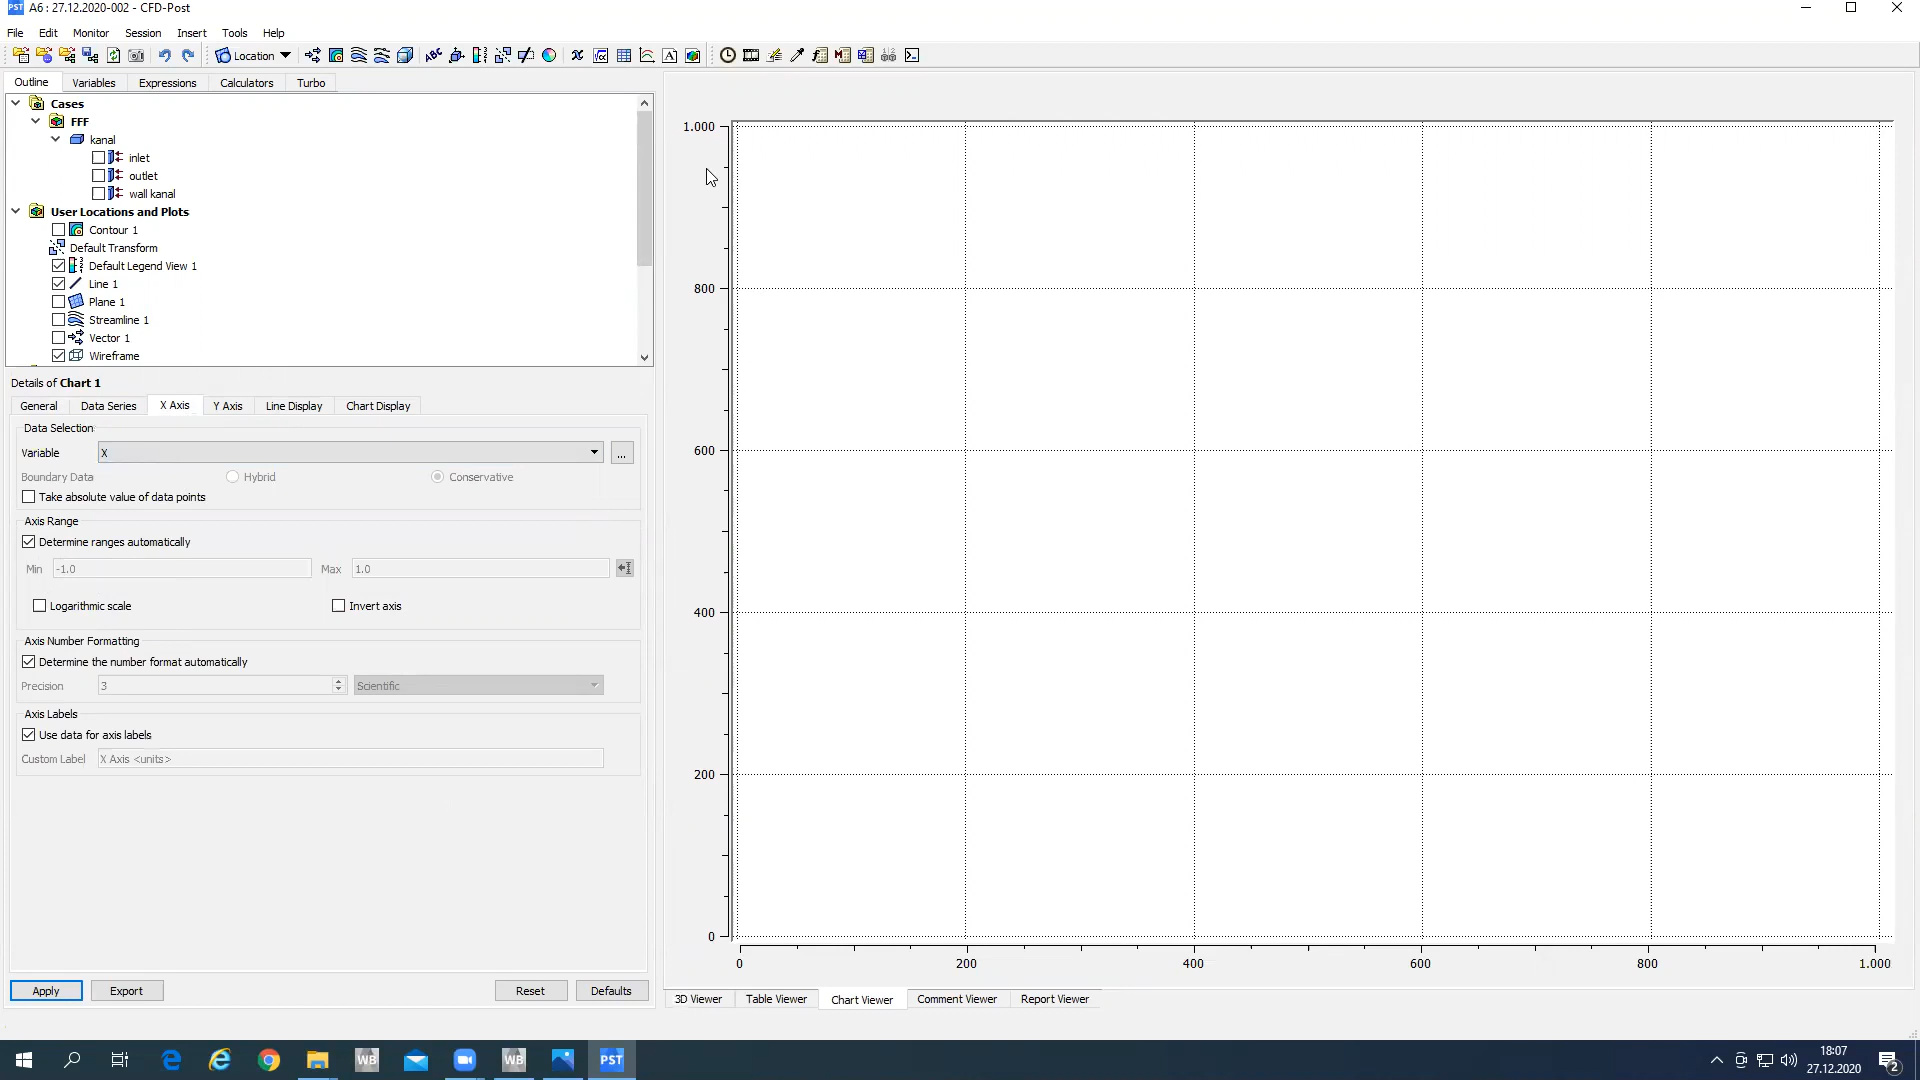 PST A6 : 27.12.2020-002 - CFD-Post
File Edit Monitor Session Insert Tools Help
Location
Outline Variables Expressions Calculators Turbo
Cases
FFF
kanal
inlet
outlet
wall kanal
User Locations and Plots
Contour 1
Default Transform
Default Legend View 1
Line 1
Plane 1
Streamline 1
Vector 1
Wireframe
Details of Chart 1
General Data Series X Axis Y Axis Line Display Chart Display
Data Selection
Variable X ...
Boundary Data Hybrid Conservative
Take absolute value of data points
Axis Range
Determine ranges automatically
Min -1.0 Max 1.0
Logarithmic scale Invert axis
Axis Number Formatting
Determine the number format automatically
Precision 3 Scientific
Axis Labels
Use data for axis labels
Custom Label X Axis <units>
Apply Export Reset Defaults
1.000
800
600
400
200
0
0 200 400 600 800 1.000
3D Viewer Table Viewer Chart Viewer Comment Viewer Report Viewer
WB WB PST
18:07
27.12.2020
2